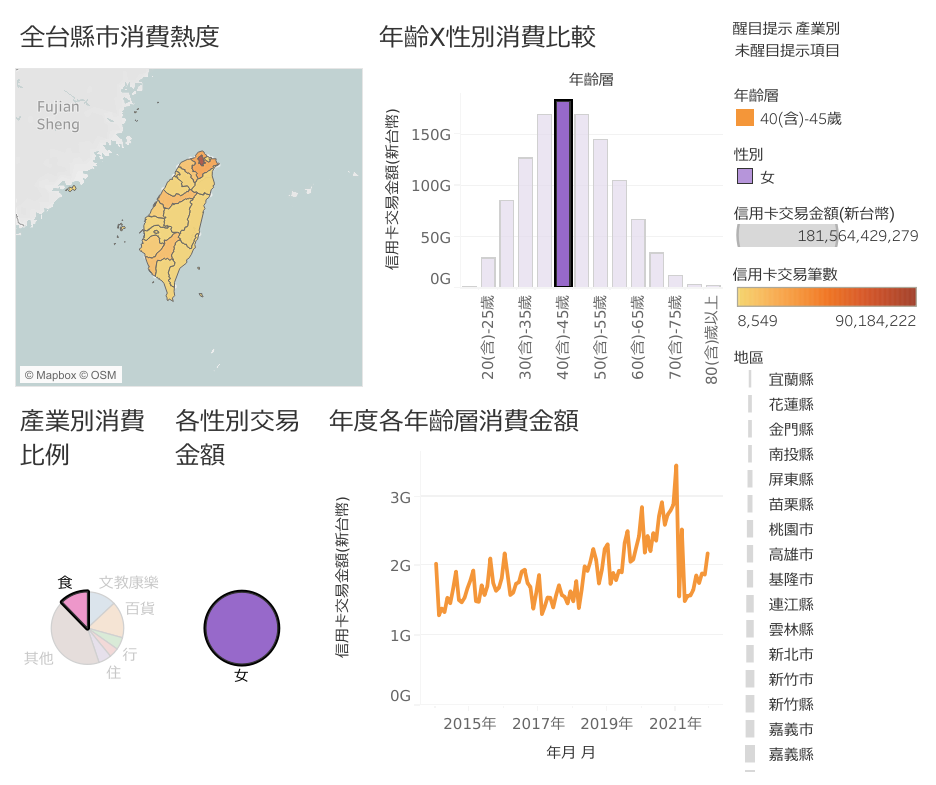 全台縣市消費熱度
Fujian
Sheng
© Mapbox © OSM
年齡X性別消費比較
年齡層
信用卡交易金額(新台幣)
150G
100G
50G
0G
20(含)-25歲
30(含)-35歲
40(含)-45歲
50(含)-55歲
60(含)-65歲
70(含)-75歲
80(含)歲以上
醒目提示 產業別
未醒目提示項目
年齡層
40(含)-45歲
性別
女
信用卡交易金額(新台幣)
181,564,429,279
信用卡交易筆數
8,549
90,184,222
地區
宜蘭縣
花蓮縣
金門縣
南投縣
屏東縣
苗栗縣
桃園市
高雄市
基隆市
連江縣
雲林縣
新北市
新竹市
新竹縣
嘉義市
嘉義縣
產業別消費
比例
食
文教康樂
百貨
行
住
其他
各性別交易
金額
女
年度各年齡層消費金額
信用卡交易金額(新台幣)
3G
2G
1G
0G
2015年
2017年
2019年
2021年
年月 月